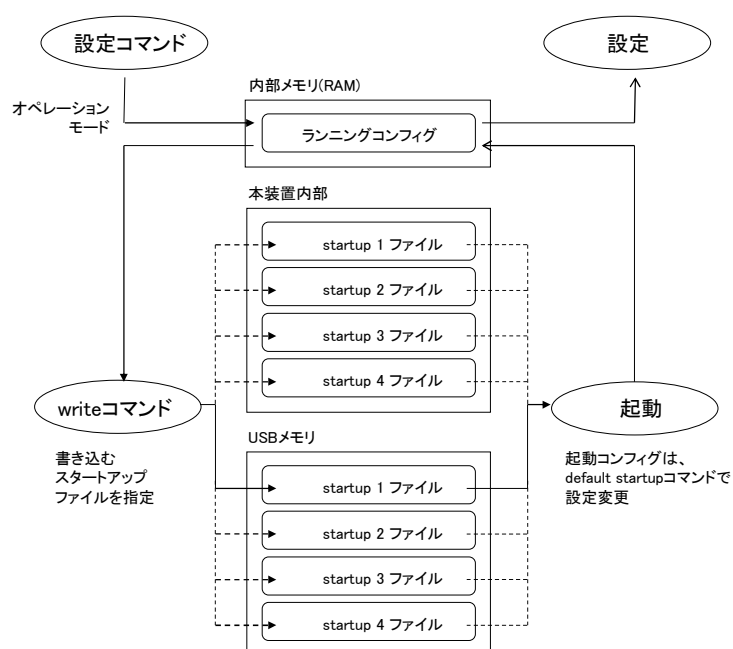 設定コマンド
設定
内部メモリ(RAM)
オペレーション
モード
ランニングコンフィグ
本装置内部
startup 1 ファイル
startup 2 ファイル
startup 3 ファイル
startup 4 ファイル
writeコマンド
起動
書き込む
スタートアップ
ファイルを指定
USBメモリ
起動コンフィグは、
default startupコマンドで
設定変更
startup 1 ファイル
startup 2 ファイル
startup 3 ファイル
startup 4 ファイル